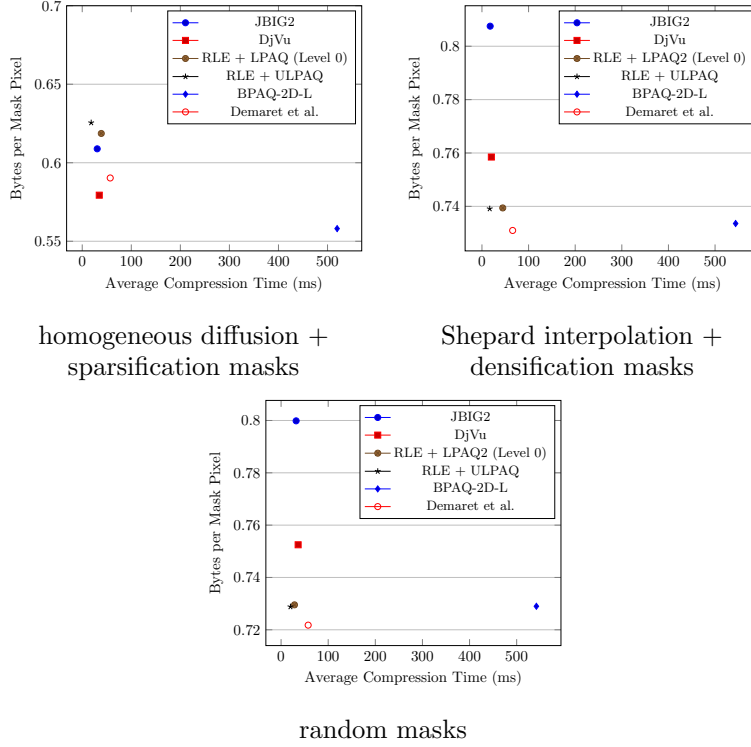 0.7
0.65
0.6
0.55
Bytes per Mask Pixel
0
100
200
300
400
500
Average Compression Time (ms)
JBIG2
DjVu
RLE + LPAQ (Level 0)
RLE + ULPAQ
BPAQ-2D-L
Demaret et al.
homogeneous diffusion +
sparsification masks
0.8
0.78
0.76
0.74
Bytes per Mask Pixel
0
100
200
300
400
500
Average Compression Time (ms)
JBIG2
DjVu
RLE + LPAQ2 (Level 0)
RLE + ULPAQ
BPAQ-2D-L
Demaret et al.
Shepard interpolation +
densification masks
0.8
0.78
0.76
0.74
0.72
Bytes per Mask Pixel
0
100
200
300
400
500
Average Compression Time (ms)
JBIG2
DjVu
RLE + LPAQ2 (Level 0)
RLE + ULPAQ
BPAQ-2D-L
Demaret et al.
random masks